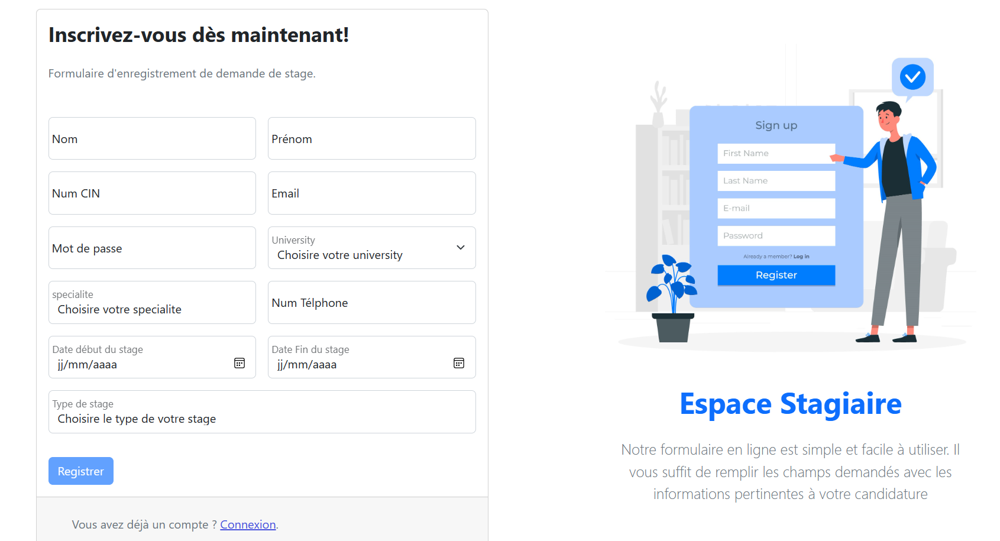 Inscrivez-vous dès maintenant!
Formulaire d'enregistrement de demande de stage.
Nom
Prénom
Num CIN
Email
Mot de passe
University
Choisire votre university
specialite
Choisire votre specialite
Num Télphone
Date début du stage
jj/mm/aaaa
Date Fin du stage
jj/mm/aaaa
Type de stage
Choisire le type de votre stage
Registrer
Vous avez déjà un compte ? Connexion.
Sign up
First Name
Last Name
E-mail
Password
Already a member? Log in
Register
Espace Stagiaire
Notre formulaire en ligne est simple et facile à utiliser. Il
vous suffit de remplir les champs demandés avec les
informations pertinentes à votre candidature